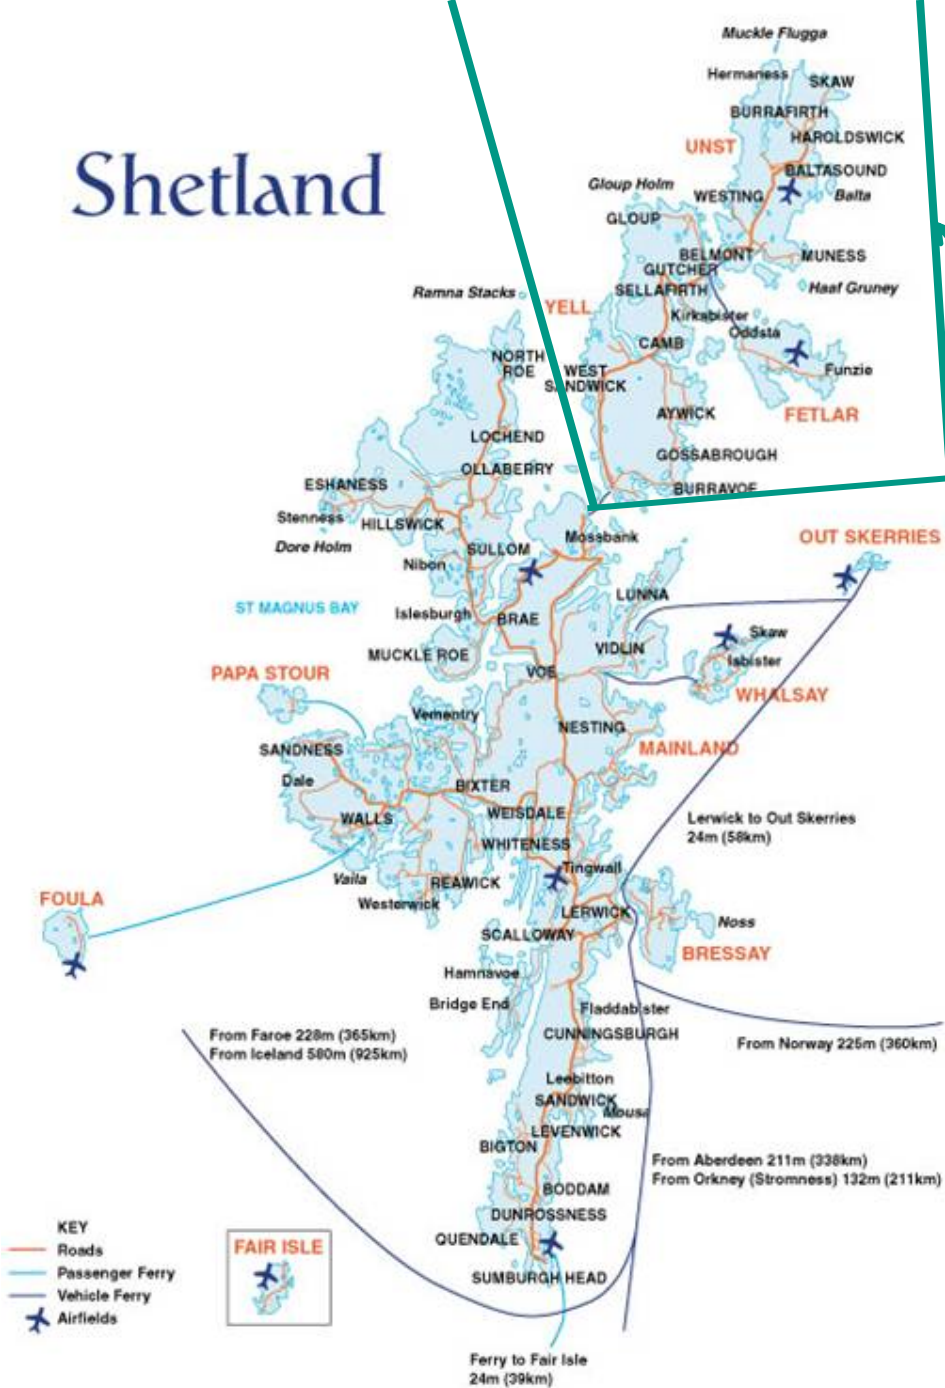 Shetland
Muckle Flugga
Hermaness
SKAW
BURRAFIRTH
HAROLDSWICK
UNST
BALTASOUND
Gloup Holm
WESTING
Balta
GLOUP
BELMONT
MUNESS
GUTCHER
SELLAFIRTH
Haaf Gruney
Ramna Stacks
YELL
Kirkabister
Oddsta
CAMB
NORTH
ROE
WEST
SANDWICK
Funzie
AYWICK
FETLAR
LOCHEND
GOSSABROUGH
OLLABERRY
ESHANESS
BURRAVOE
Stenness
HILLSWICK
Mossbank
OUT SKERRIES
Dore Holm
SULLOM
Nibon
LUNNA
ST MAGNUS BAY
Islesburgh
BRAE
Skaw
MUCKLE ROE
VIDLIN
Isbister
PAPA STOUR
VOE
WHALSAY
Vementry
NESTING
SANDNESS
MAINLAND
Dale
BIXTER
WALLS
WEISDALE
Lerwick to Out Skerries
24m (58km)
WHITENESS
Tingwall
Vaila
REAWICK
FOULA
Westerwick
LERWICK
Noss
SCALLOWAY
BRESSAY
Hamnavoe
Bridge End
Fladdabister
From Faroe 228m (365km)
From Iceland 580m (925km)
CUNNINGSBURGH
From Norway 225m (360km)
Leebitton
SANDWICK
Mousa
LEVENWICK
BIGTON
From Aberdeen 211m (338km)
From Orkney (Stromness) 132m (211km)
BODDAM
DUNROSSNESS
QUENDALE
SUMBURGH HEAD
KEY
Roads
Passenger Ferry
Vehicle Ferry
Airfields
FAIR ISLE
Ferry to Fair Isle
24m (39km)